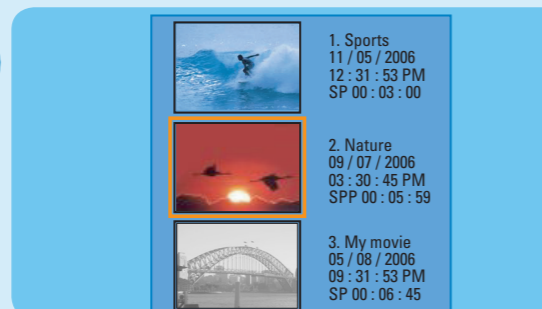 1. Sports
11 / 05 / 2006
12 : 31 : 53 PM
SP 00 : 03 : 00
2. Nature
09 / 07 / 2006
03 : 30 : 45 PM
SPP 00 : 05 : 59
3. My movie
05 / 08 / 2006
09 : 31 : 53 PM
SP 00 : 06 : 45